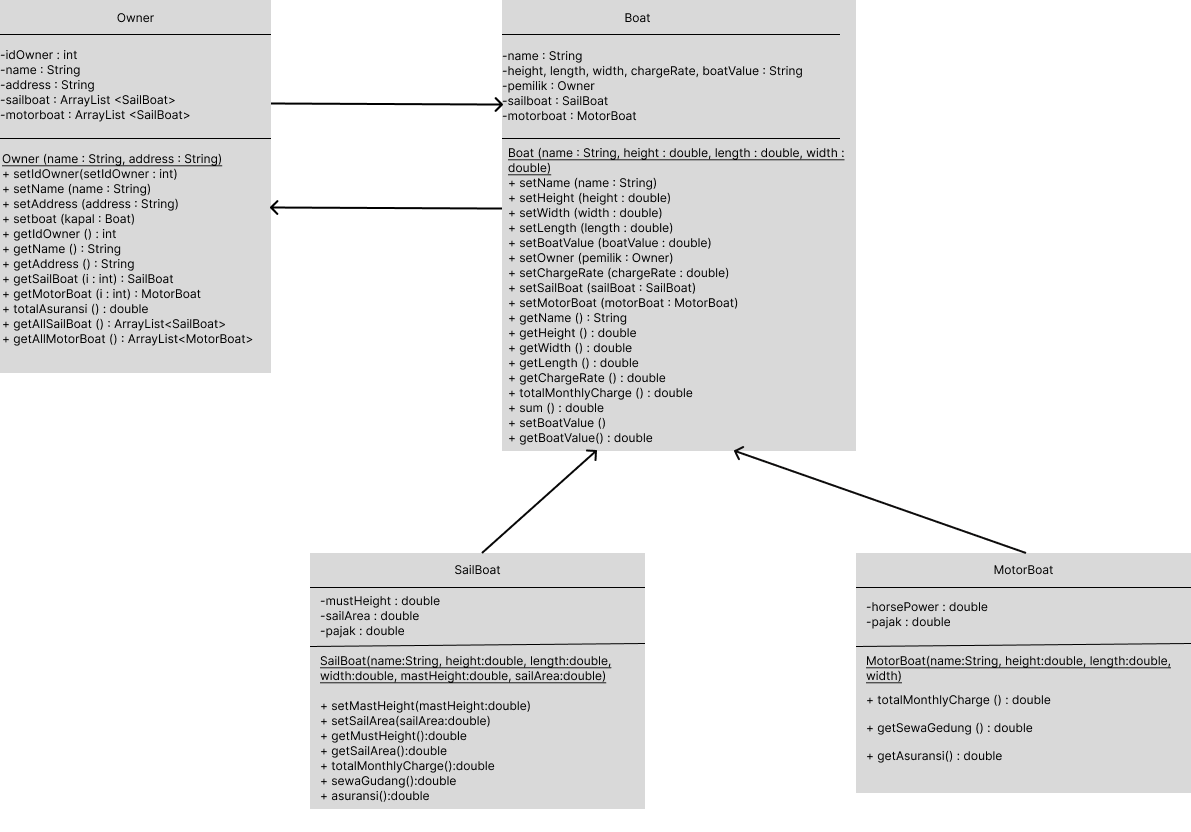 Owner
-idOwner : int
-name : String
-address : String
-sailboat : ArrayList <SailBoat>
-motorboat : ArrayList <SailBoat>
Owner (name : String, address : String)
+ setIdOwner(setIdOwner : int)
+ setName (name : String)
+ setAddress (address : String)
+ setboat (kapal : Boat)
+ getIdOwner () : int
+ getName () : String
+ getAddress () : String
+ getSailBoat (i : int) : SailBoat
+ getMotorBoat (i : int) : MotorBoat
+ totalAsuransi () : double
+ getAllSailBoat () : ArrayList<SailBoat>
+ getAllMotorBoat () : ArrayList<MotorBoat>
Boat
-name : String
-height, length, width, chargeRate, boatValue : String
-pemilik : Owner
-sailboat : SailBoat
-motorboat : MotorBoat
Boat (name : String, height : double, length : double, width :
double)
+ setName (name : String)
+ setHeight (height : double)
+ setWidth (width : double)
+ setLength (length : double)
+ setBoatValue (boatValue : double)
+ setOwner (pemilik : Owner)
+ setChargeRate (chargeRate : double)
+ setSailBoat (sailBoat : SailBoat)
+ setMotorBoat (motorBoat : MotorBoat)
+ getName () : String
+ getHeight () : double
+ getWidth () : double
+ getLength () : double
+ getChargeRate () : double
+ totalMonthlyCharge () : double
+ sum () : double
+ setBoatValue ()
+ getBoatValue() : double
SailBoat
-mustHeight : double
-sailArea : double
-pajak : double
SailBoat(name:String, height:double, length:double,
width:double, mastHeight:double, sailArea:double)
+ setMastHeight(mastHeight:double)
+ setSailArea(sailArea:double)
+ getMustHeight():double
+ getSailArea():double
+ totalMonthlyCharge():double
+ sewaGudang():double
+ asuransi():double
MotorBoat
-horsePower : double
-pajak : double
MotorBoat(name:String, height:double, length:double,
width)
+ totalMonthlyCharge () : double
+ getSewaGedung () : double
+ getAsuransi() : double